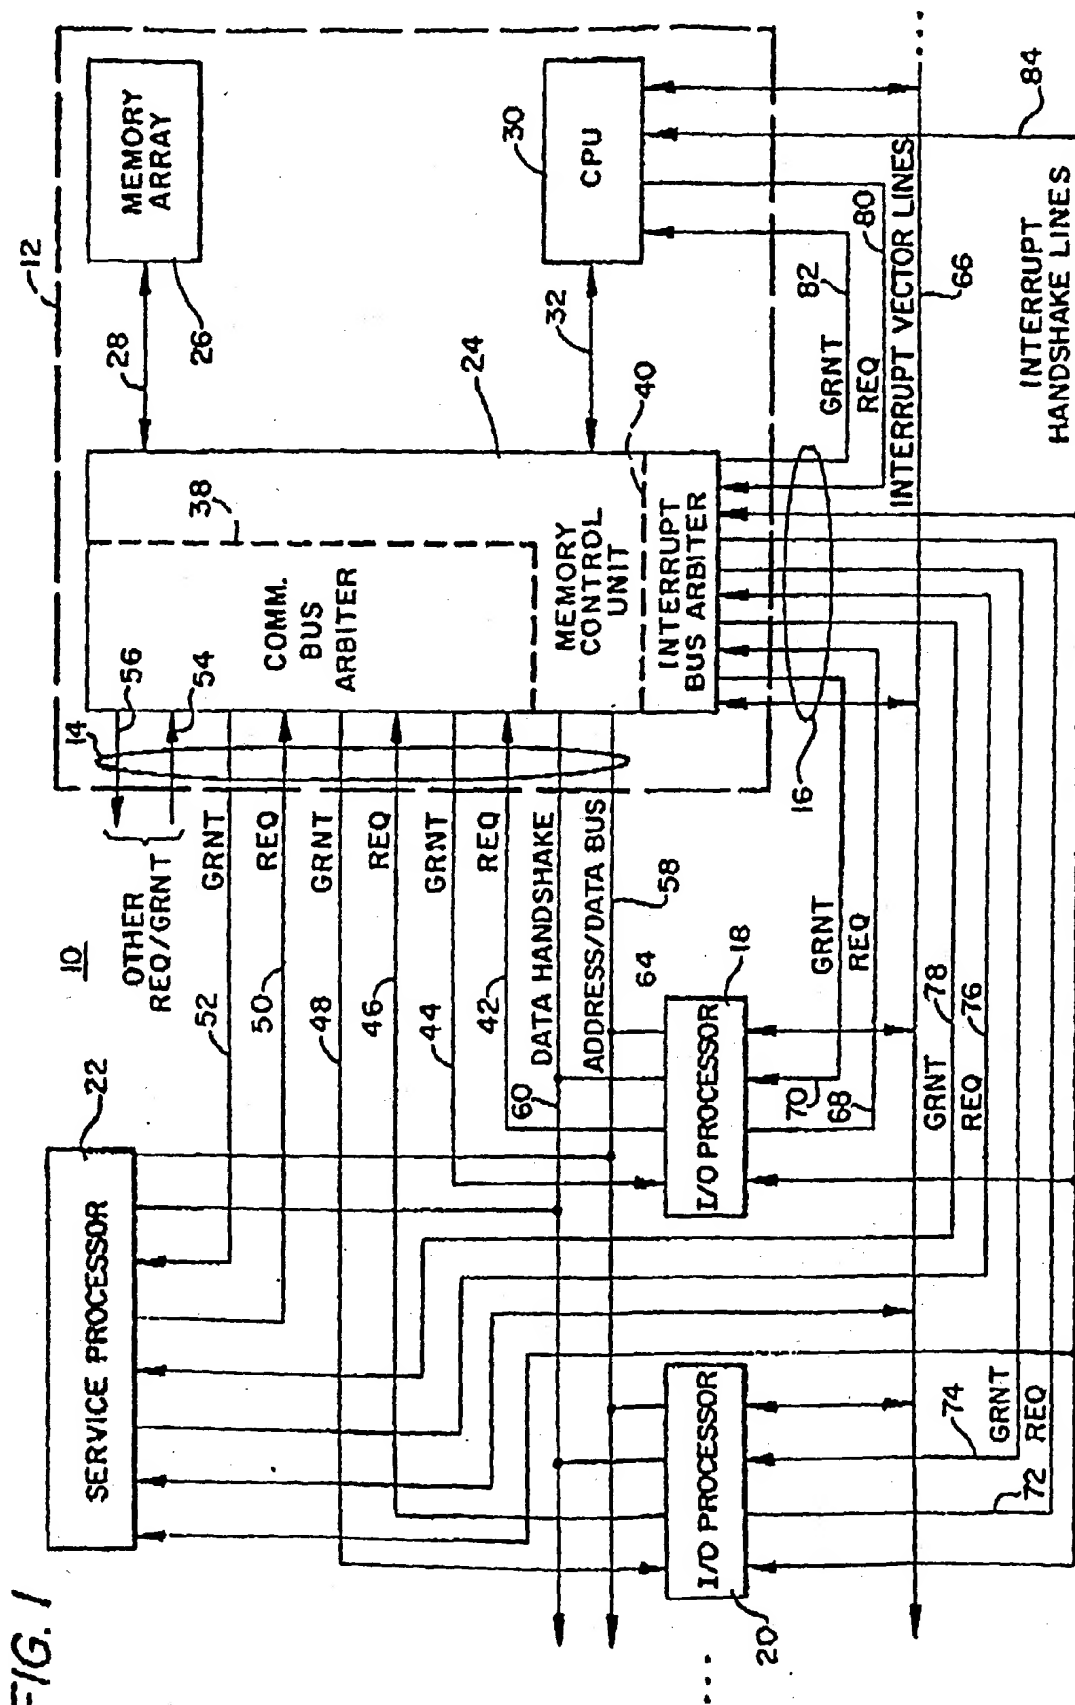 FIG. 1
10
12
MEMORY
ARRAY
26
28
CPU
30
32
24
38
COMM.
BUS
ARBITER
MEMORY
CONTROL
UNIT
40
INTERRUPT
BUS ARBITER
14
56
54
OTHER
REQ/GRNT
GRNT
52
REQ
50
GRNT
48
REQ
46
GRNT
44
REQ
42
DATA HANDSHAKE
60
ADDRESS/DATA BUS
58
64
SERVICE PROCESSOR
22
I/O PROCESSOR
18
I/O PROCESSOR
20
16
GRNT
82
REQ
80
INTERRUPT VECTOR LINES
66
INTERRUPT
HANDSHAKE LINES
84
GRNT
REQ
70
68
GRNT
78
REQ
76
74
GRNT
REQ
72